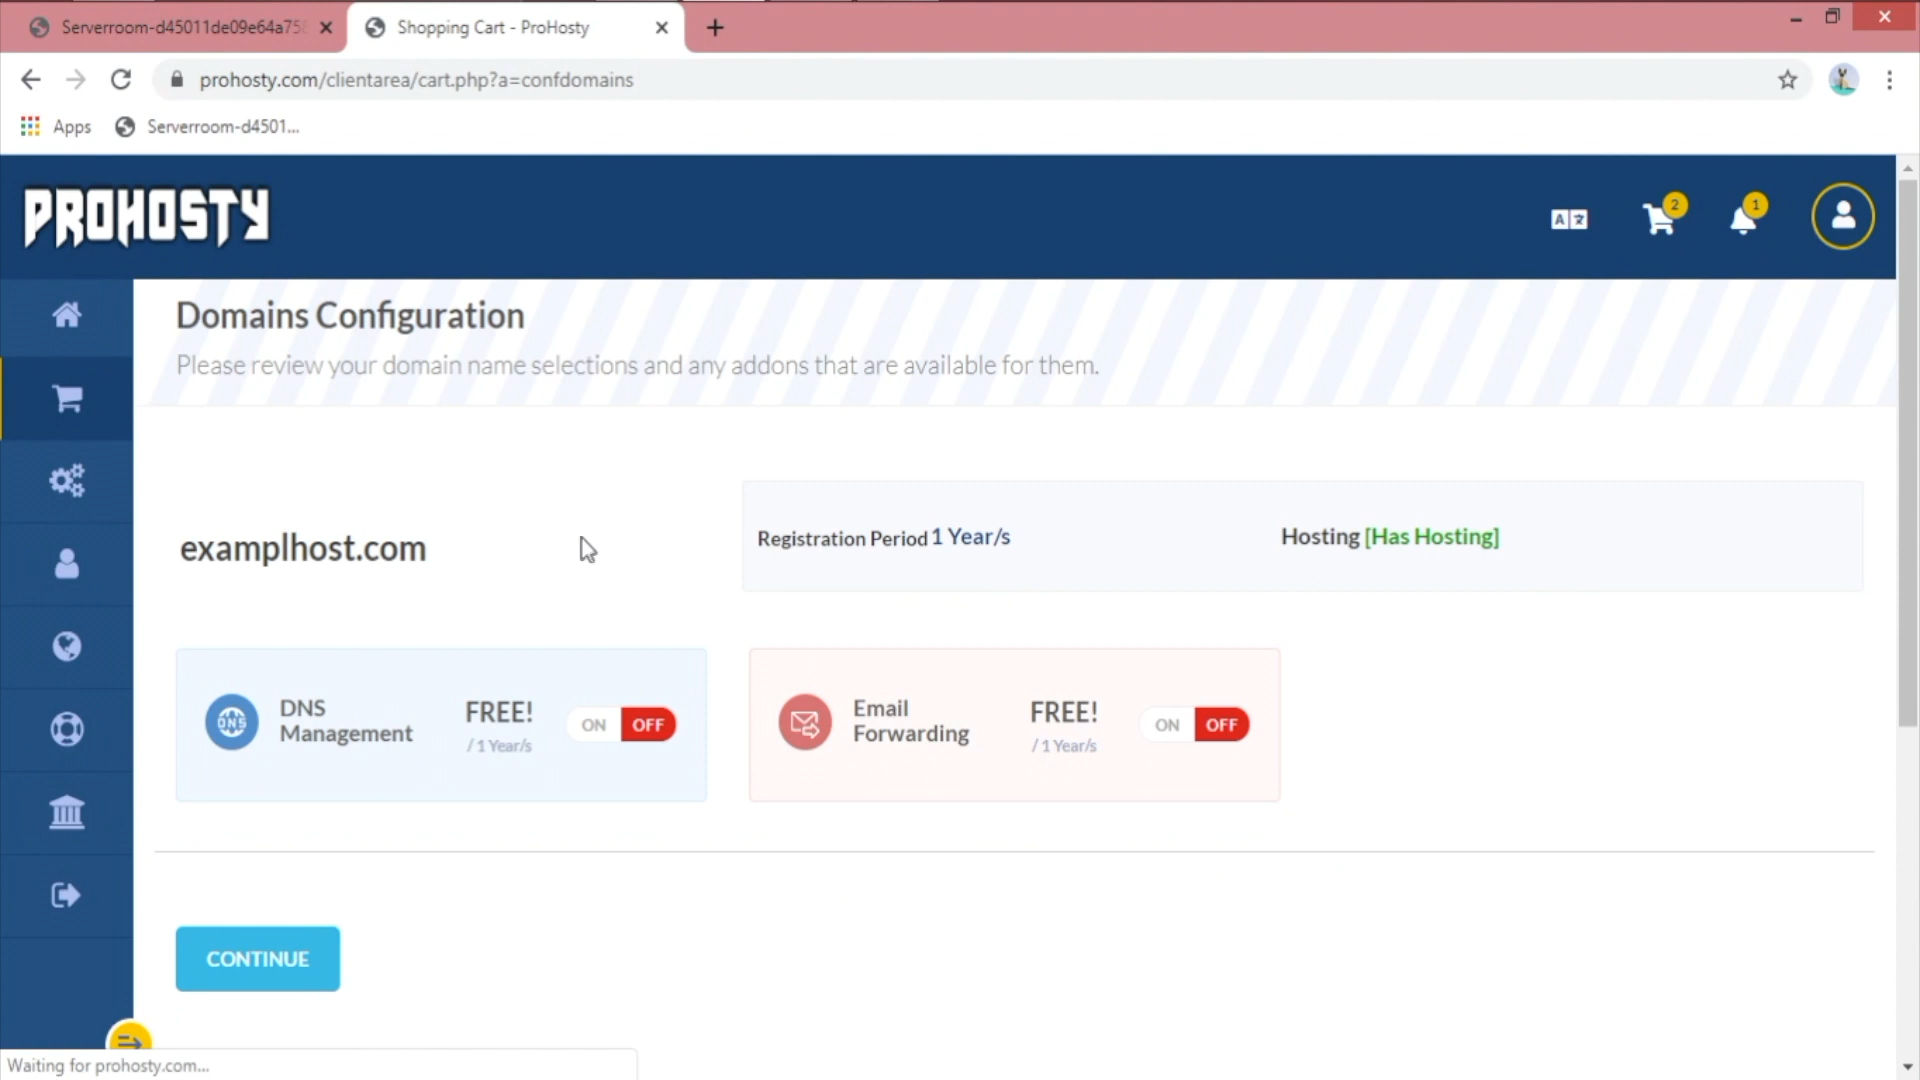 Serverroom-d45011de09e64a75
Shopping Cart - ProHosty
prohosty.com/clientarea/cart.php?a=confdomains
Apps
Serverroom-d4501...
PROHOSTY
A
2
1
Domains Configuration
Please review your domain name selections and any addons that are available for them.
examplhost.com
Registration Period 1 Year/s
Hosting [Has Hosting]
DNS
DNS Management
FREE!
/ 1 Year/s
ON OFF
Email Forwarding
FREE!
/ 1 Year/s
ON OFF
CONTINUE
Waiting for prohosty.com...